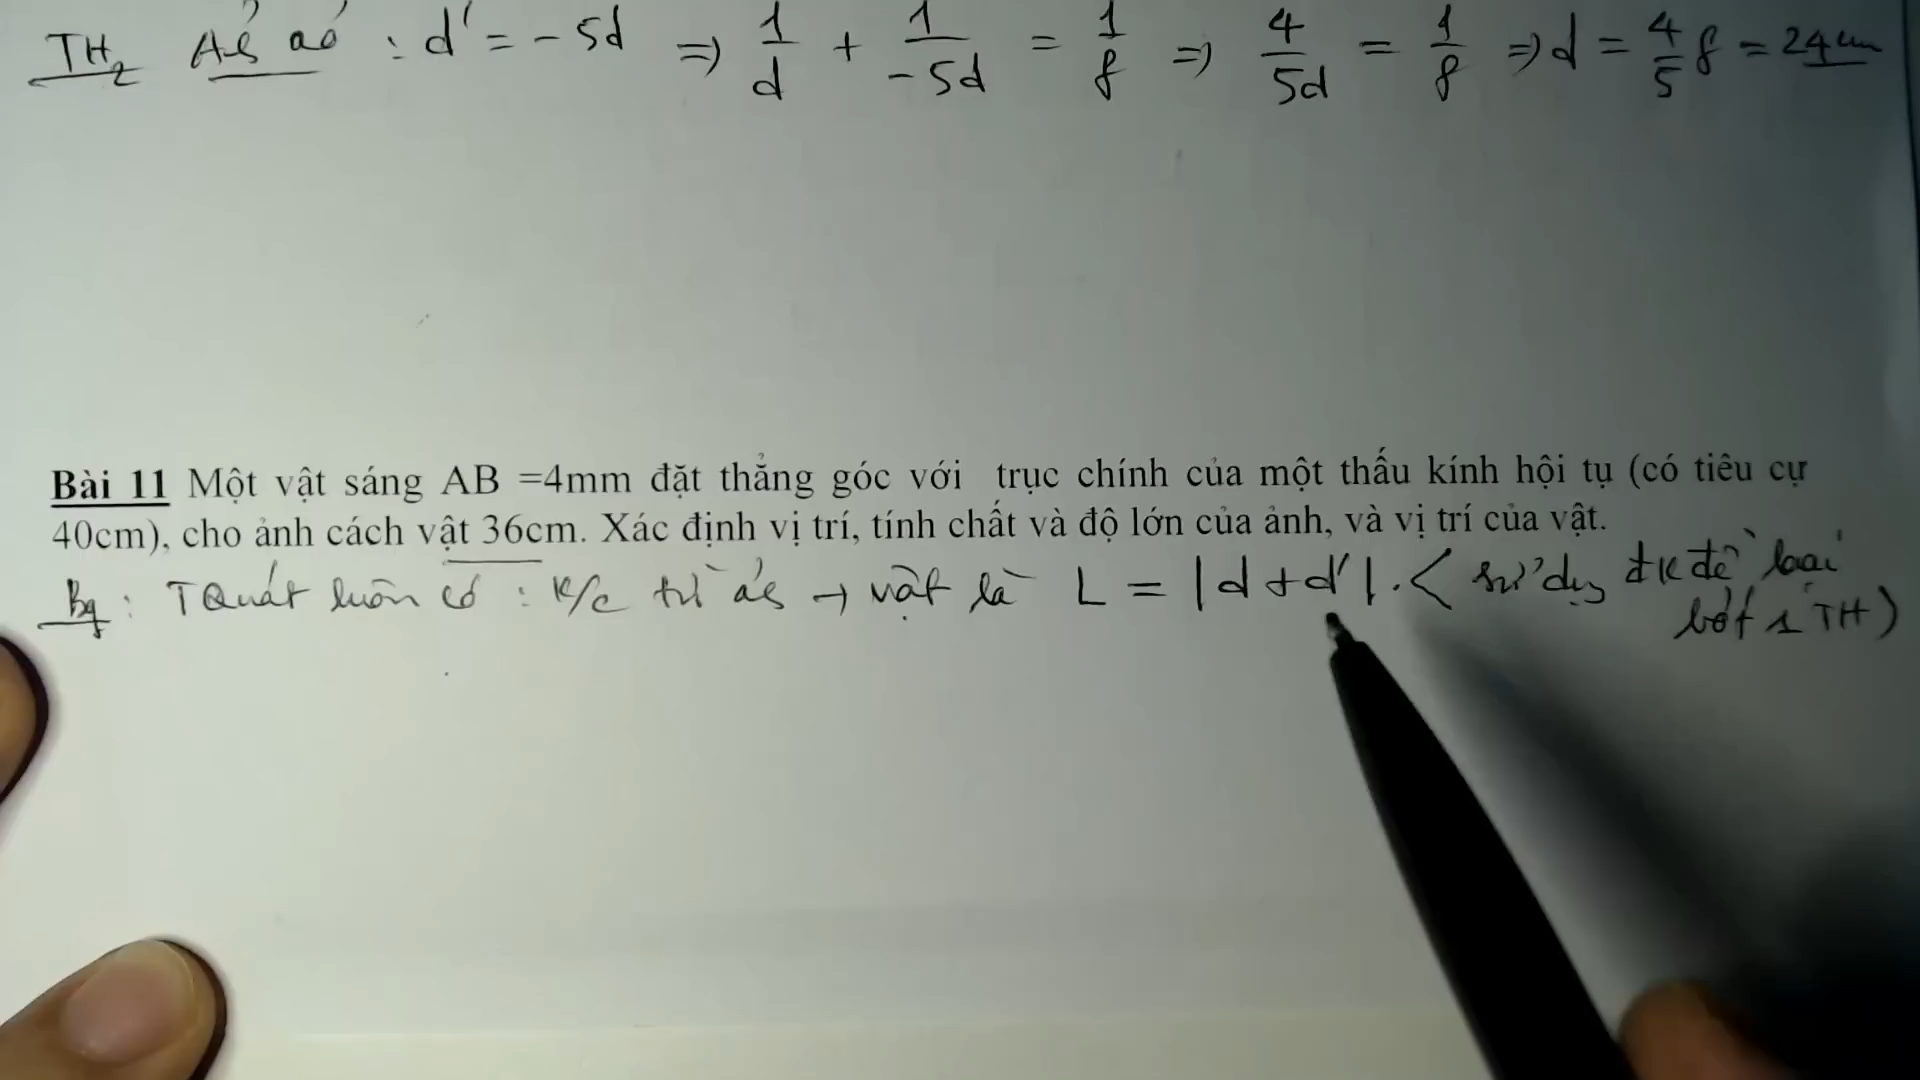 TH2 Ảs ảo : d' = - 5d => 1/d + 1/-5d = 1/f => 4/5d = 1/f => d = 4/5 f = 24cm
Bài 11 Một vật sáng AB =4mm đặt thẳng góc với trục chính của một thấu kính hội tụ (có tiêu cự
40cm), cho ảnh cách vật 36cm. Xác định vị trí, tính chất và độ lớn của ảnh, và vị trí của vật.
Bg : TQuát luôn có : K/c từ ảs → vật là L = |d + d'|. < sử dụng đk để loại
bớt 1 TH)